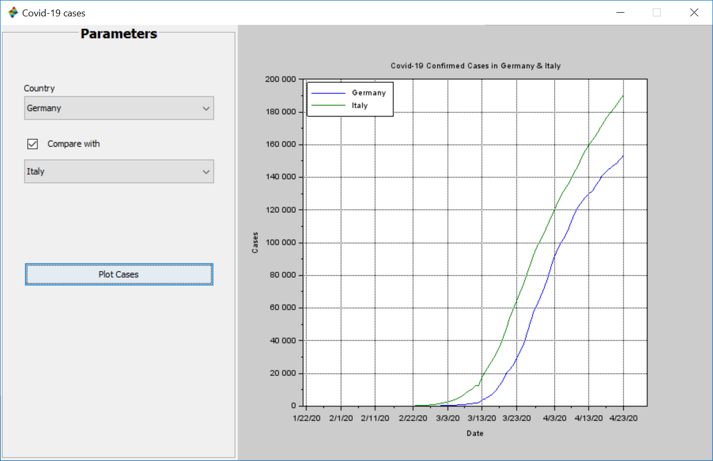 Covid-19 cases
Parameters
Country
Germany
Compare with
Italy
Plot Cases
Covid-19 Confirmed Cases in Germany & Italy
Germany
Italy
200 000
180 000
160 000
140 000
120 000
100 000
80 000
60 000
40 000
20 000
0
Cases
1/22/20 2/1/20 2/11/20 2/22/20 3/3/20 3/13/20 3/23/20 4/3/20 4/13/20 4/23/20
Date